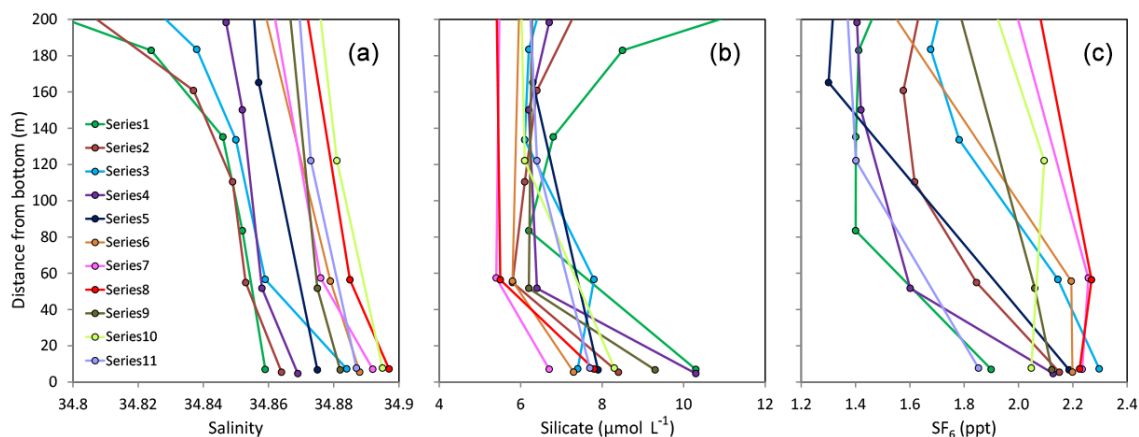 Distance from bottom (m)
200
180
160
140
120
100
80
60
40
20
0
(a)
Series1
Series2
Series3
Series4
Series5
Series6
Series7
Series8
Series9
Series10
Series11
34.8 34.82 34.84 34.86 34.88 34.9
Salinity
(b)
4 6 8 10 12
Silicate (µmol L⁻¹)
(c)
1.2 1.4 1.6 1.8 2.0 2.2 2.4
SF₆ (ppt)